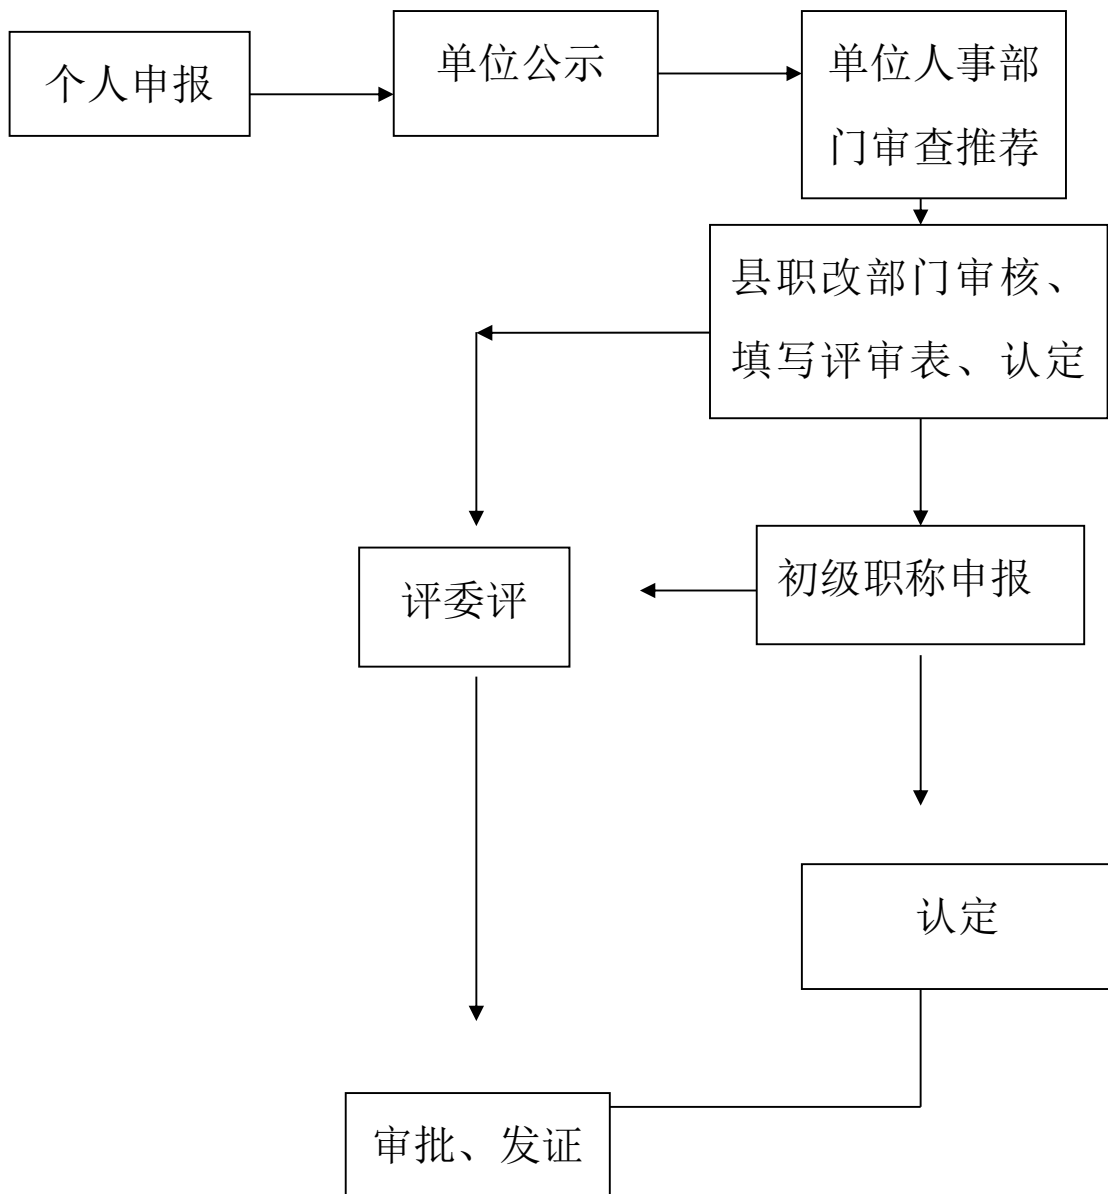 个人申报
单位公示
单位人事部
门审查推荐
县职改部门审核、
填写评审表、认定
评委评
初级职称申报
认定
审批、发证